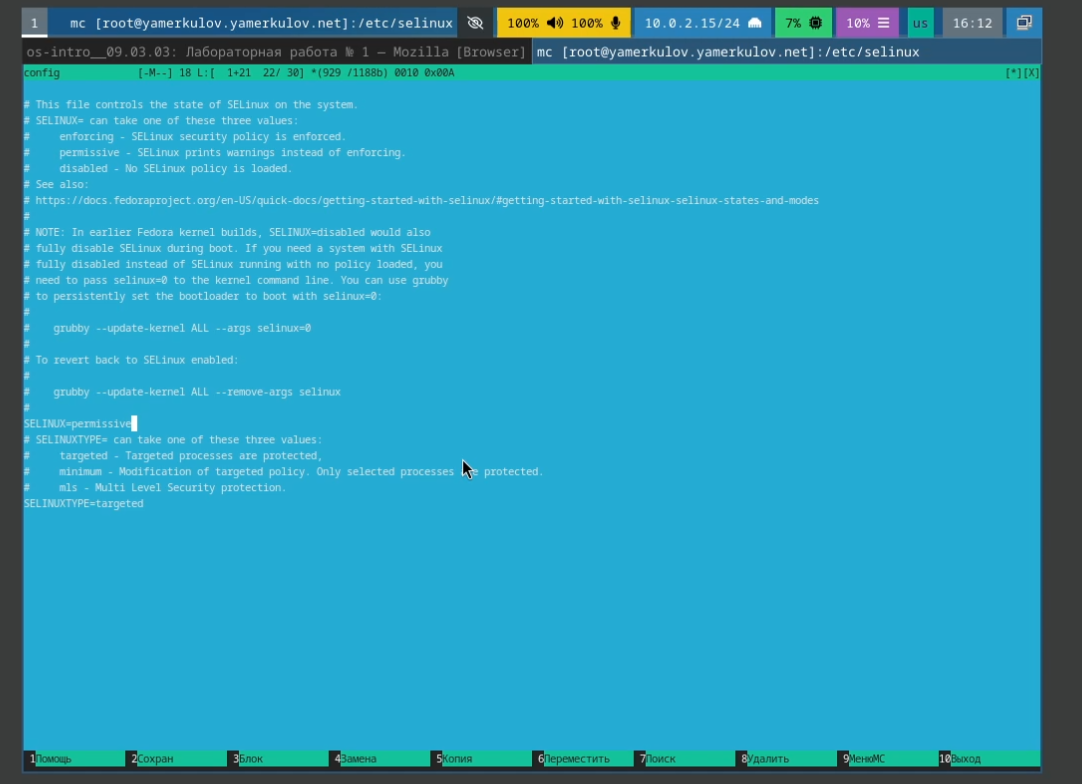 1 mc [root@yamerkulov.yamerkulov.net]:/etc/selinux 100% 100% 10.0.2.15/24 7% 10% us 16:12
os-intro__09.03.03: Лабораторная работа № 1 — Mozilla [Browser] mc [root@yamerkulov.yamerkulov.net]:/etc/selinux
config [-M--] 18 L:[ 1+21 22/ 30] *(929 /1188b) 0010 0x00A [*][X]
# This file controls the state of SELinux on the system.
# SELINUX= can take one of these three values:
# enforcing - SELinux security policy is enforced.
# permissive - SELinux prints warnings instead of enforcing.
# disabled - No SELinux policy is loaded.
# See also:
# https://docs.fedoraproject.org/en-US/quick-docs/getting-started-with-selinux/#getting-started-with-selinux-selinux-states-and-modes
#
# NOTE: In earlier Fedora kernel builds, SELINUX=disabled would also
# fully disable SELinux during boot. If you need a system with SELinux
# fully disabled instead of SELinux running with no policy loaded, you
# need to pass selinux=0 to the kernel command line. You can use grubby
# to persistently set the bootloader to boot with selinux=0:
#
# grubby --update-kernel ALL --args selinux=0
#
# To revert back to SELinux enabled:
#
# grubby --update-kernel ALL --remove-args selinux
#
SELINUX=permissive
# SELINUXTYPE= can take one of these three values:
# targeted - Targeted processes are protected,
# minimum - Modification of targeted policy. Only selected processes are protected.
# mls - Multi Level Security protection.
SELINUXTYPE=targeted
1Помощь 2Сохран 3Блок 4Замена 5Копия 6Переместить 7Поиск 8Удалить 9МенюMC 10Выход